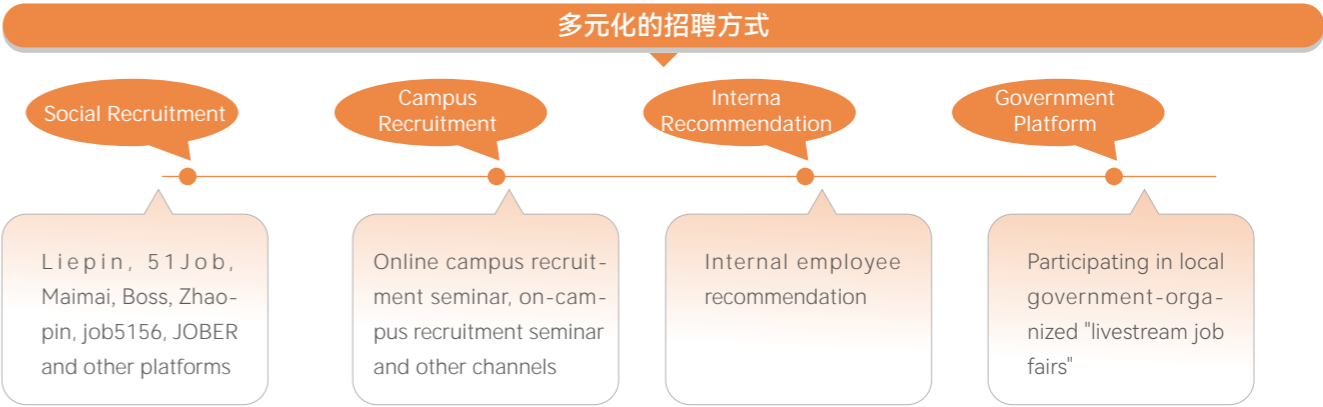 多元化的招聘方式
Social Recruitment
Campus
Recruitment
Interna
Recommendation
Government
Platform
Liepin, 51Job,
Maimai, Boss, Zhao-
pin, job5156, JOBER
and other platforms
Online campus recruit-
ment seminar, on-cam-
pus recruitment seminar
and other channels
Internal employee
recommendation
Participating in local
government-orga-
nized "livestream job
fairs"